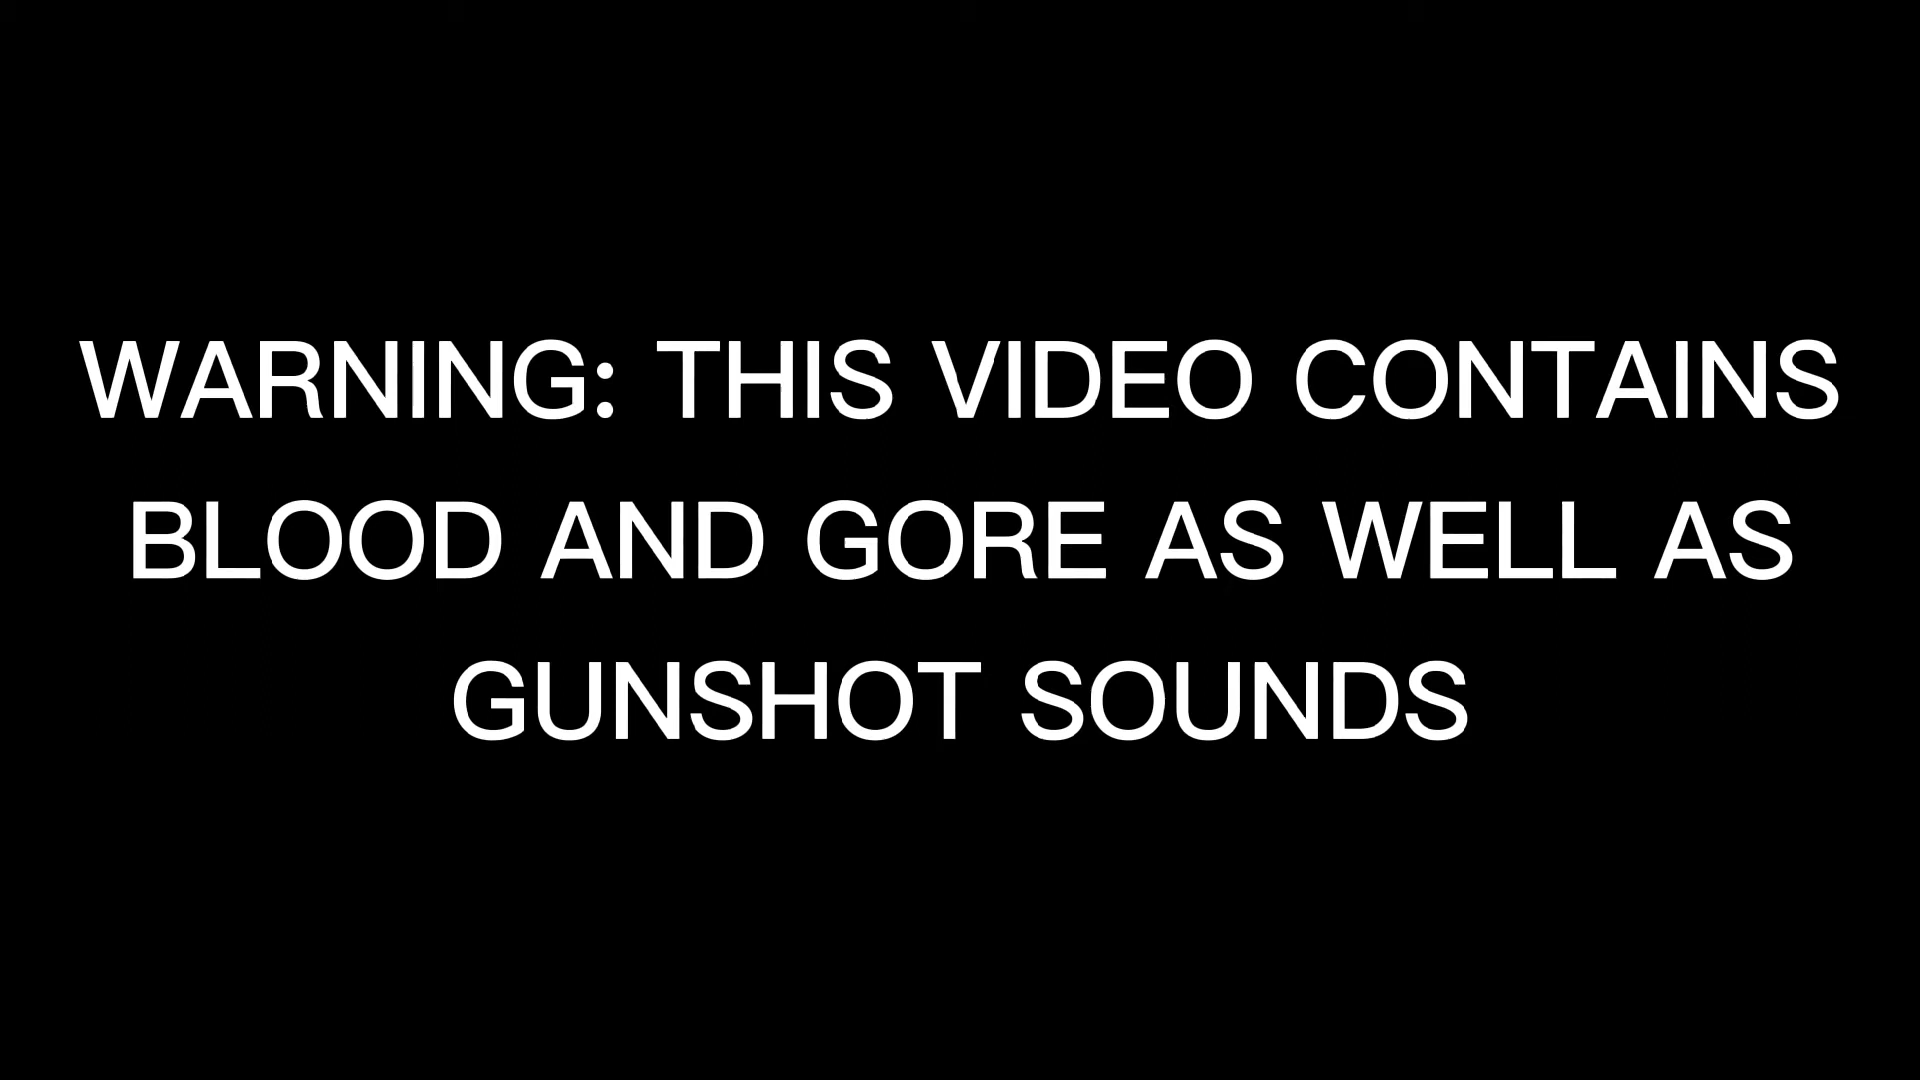 WARNING: THIS VIDEO CONTAINS
BLOOD AND GORE AS WELL AS
GUNSHOT SOUNDS